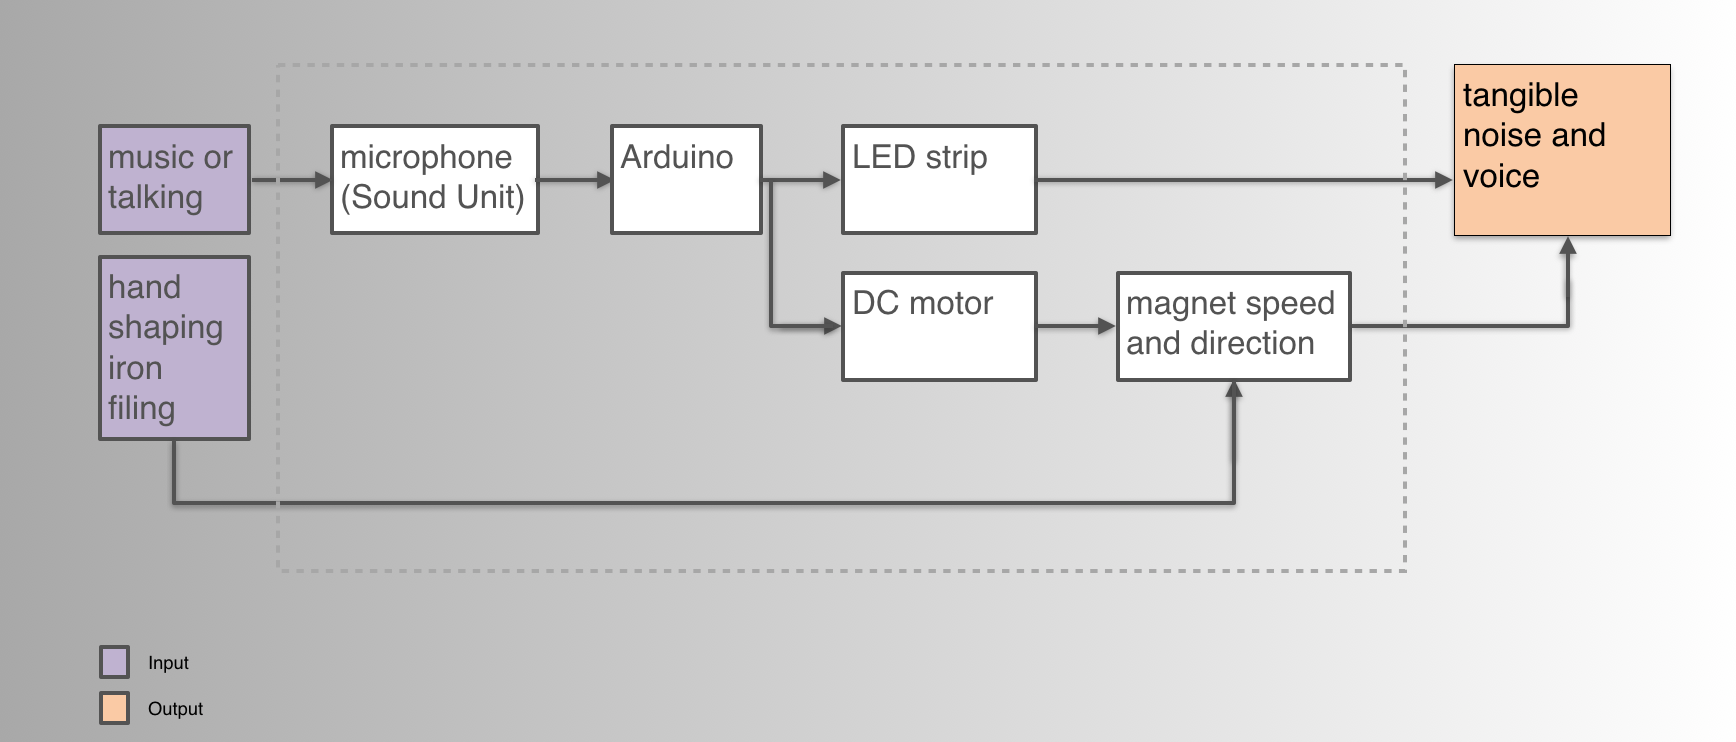 music or
talking
microphone
(Sound Unit)
Arduino
LED strip
tangible
noise and
voice
hand
shaping
iron
filing
DC motor
magnet speed
and direction
Input
Output